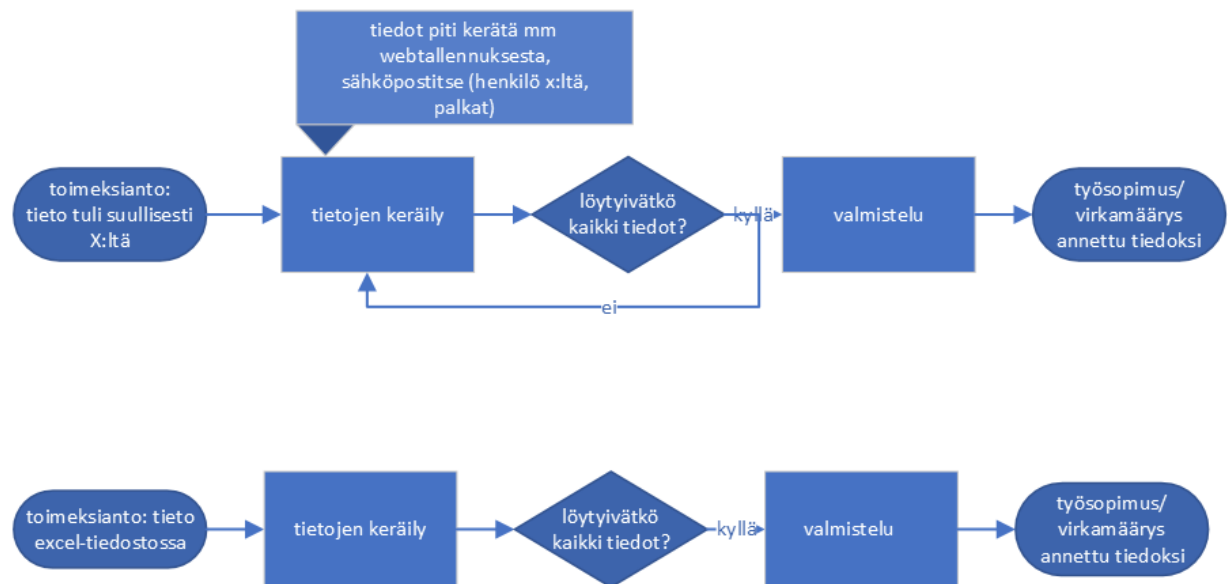 tiedot piti kerätä mm
webtallennuksesta,
sähköpostitse (henkilö x:ltä,
palkat)
toimeksianto:
tieto tuli suullisesti
X:ltä
tietojen keräily
löytyivätkö
kaikki tiedot?
kyllä
valmistelu
työsopimus/
virkamäärys
annettu tiedoksi
ei
toimeksianto: tieto
excel-tiedostossa
tietojen keräily
löytyivätkö
kaikki tiedot?
kyllä
valmistelu
työsopimus/
virkamäärys
annettu tiedoksi